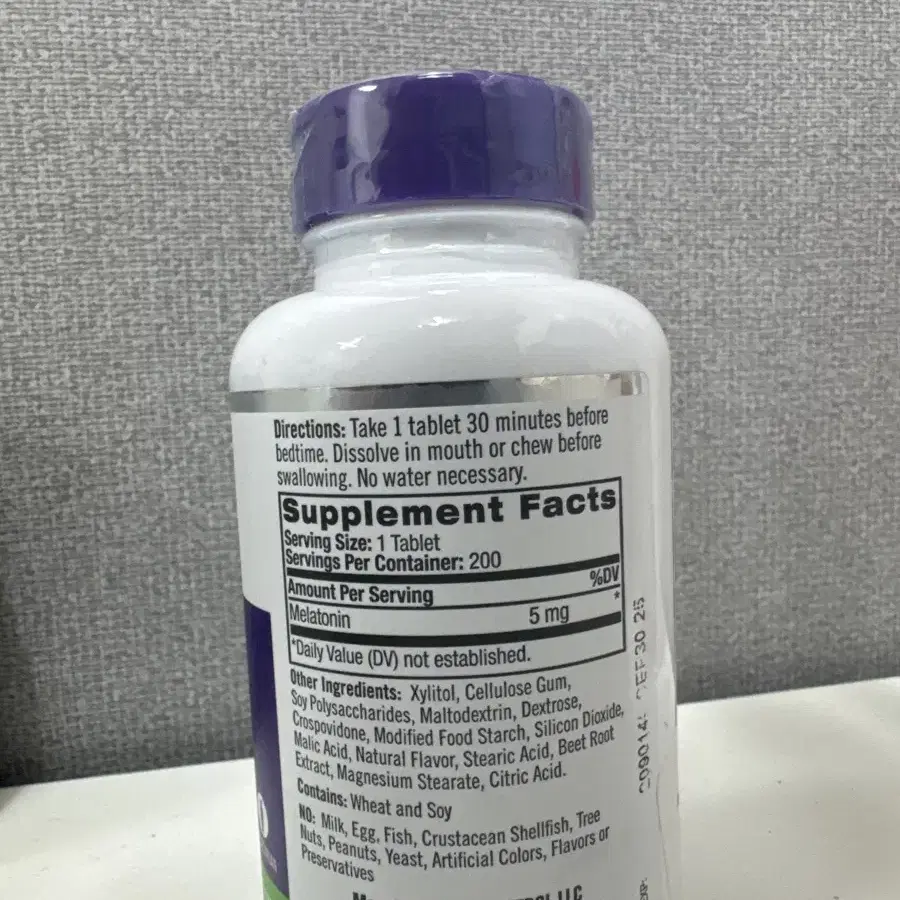 Directions: Take 1 tablet 30 minutes before
bedtime. Dissolve in mouth or chew before
swallowing. No water necessary.
Supplement Facts
Serving Size: 1 Tablet
Servings Per Container: 200
%DV
Amount Per Serving
Melatonin 5 mg *
*Daily Value (DV) not established.
Other Ingredients: Xylitol, Cellulose Gum,
Soy Polysaccharides, Maltodextrin, Dextrose,
Crospovidone, Modified Food Starch, Silicon Dioxide,
Malic Acid, Natural Flavor, Stearic Acid, Beet Root
Extract, Magnesium Stearate, Citric Acid.
Contains: Wheat and Soy
NO: Milk, Egg, Fish, Crustacean Shellfish, Tree
Nuts, Peanuts, Yeast, Artificial Colors, Flavors or
Preservatives
LLC
30 25